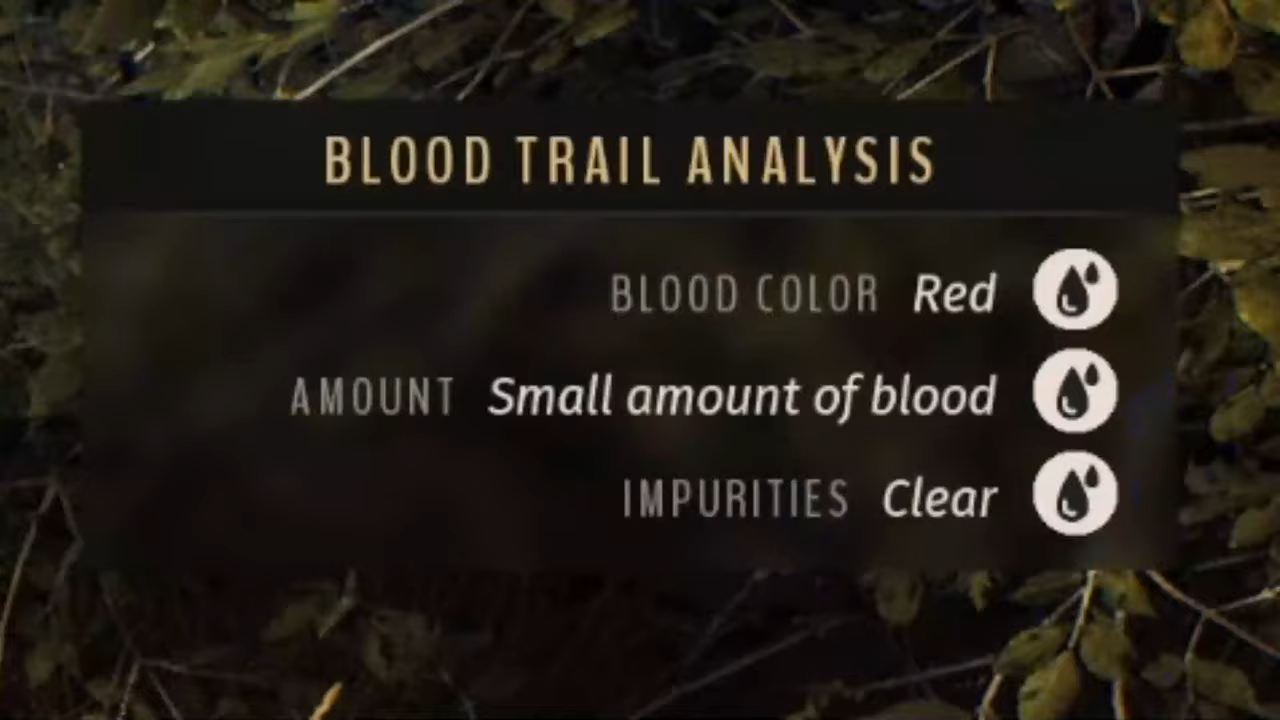 BLOOD TRAIL ANALYSIS
BLOOD COLOR Red
AMOUNT Small amount of blood
IMPURITIES Clear